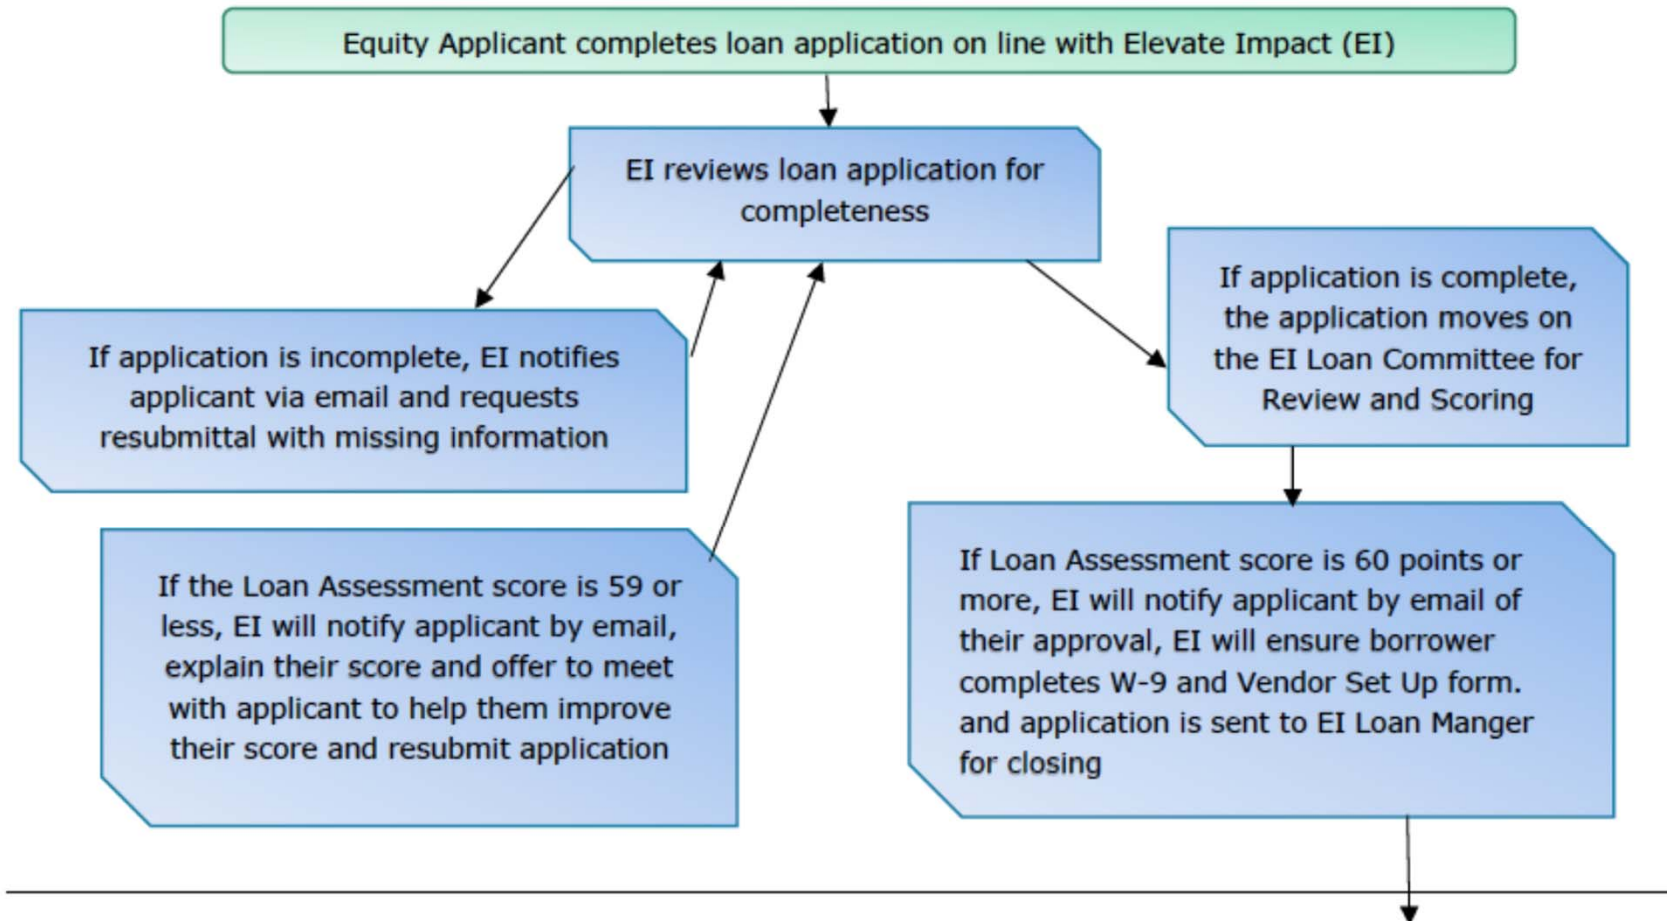 Equity Applicant completes loan application on line with Elevate Impact (EI)
EI reviews loan application for
completeness
If application is complete,
the application moves on
the EI Loan Committee for
Review and Scoring
If application is incomplete, EI notifies
applicant via email and requests
resubmittal with missing information
If the Loan Assessment score is 59 or
less, EI will notify applicant by email,
explain their score and offer to meet
with applicant to help them improve
their score and resubmit application
If Loan Assessment score is 60 points or
more, EI will notify applicant by email of
their approval, EI will ensure borrower
completes W-9 and Vendor Set Up form.
and application is sent to EI Loan Manger
for closing